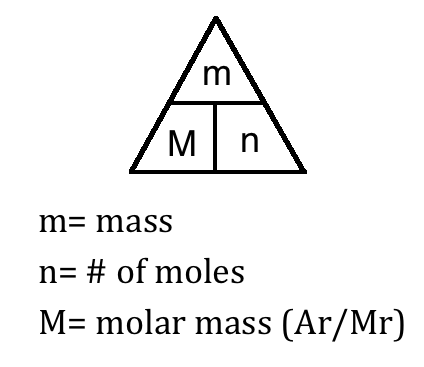 m
M n
m= mass
n= # of moles
M= molar mass (Ar/Mr)